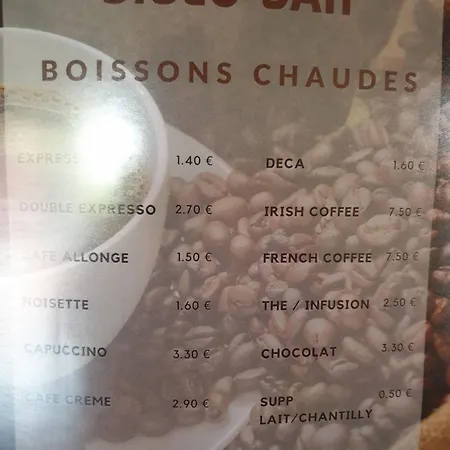 BOISSONS CHAUDES
EXPRESSO 1.40 €
DOUBLE EXPRESSO 2.70 €
CAFE ALLONGE 1.50 €
NOISETTE 1.60 €
CAPUCCINO 3.30 €
CAFE CREME 2.90 €
DECA 1.60 €
IRISH COFFEE 7.50 €
FRENCH COFFEE 7.50 €
THE / INFUSION 2.50 €
CHOCOLAT 3.30 €
SUPP 0.50 €
LAIT/CHANTILLY